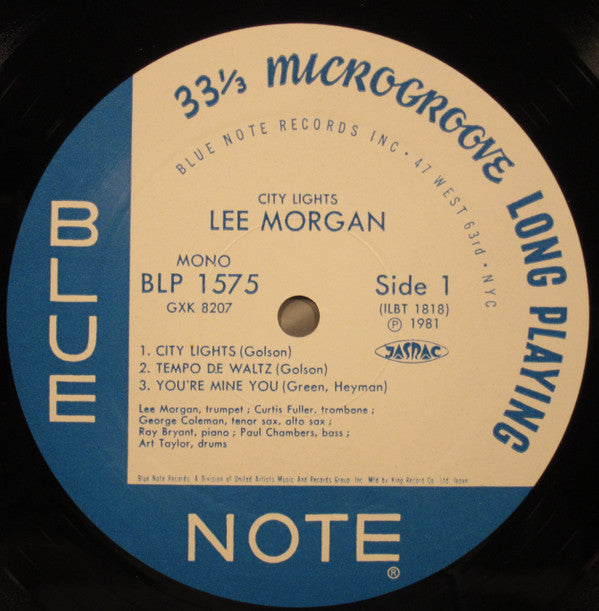 33⅓ MICROGROOVE LONG PLAYING
BLUE NOTE RECORDS INC • 47 WEST 63rd • NYC
CITY LIGHTS
LEE MORGAN
MONO
BLP 1575
GXK 8207
Side 1
(ILBT 1818)
Ⓟ 1981
JASRAC
1. CITY LIGHTS (Golson)
2. TEMPO DE WALTZ (Golson)
3. YOU'RE MINE YOU (Green, Heyman)
Lee Morgan, trumpet ; Curtis Fuller, trombone ;
George Coleman, tenor sax, alto sax ;
Ray Bryant, piano ; Paul Chambers, bass ;
Art Taylor, drums
Blue Note Records, A Division of United Artists Music And Records Group, Inc. Mfd by King Record Co. Ltd. Japan
BLUE
NOTE®